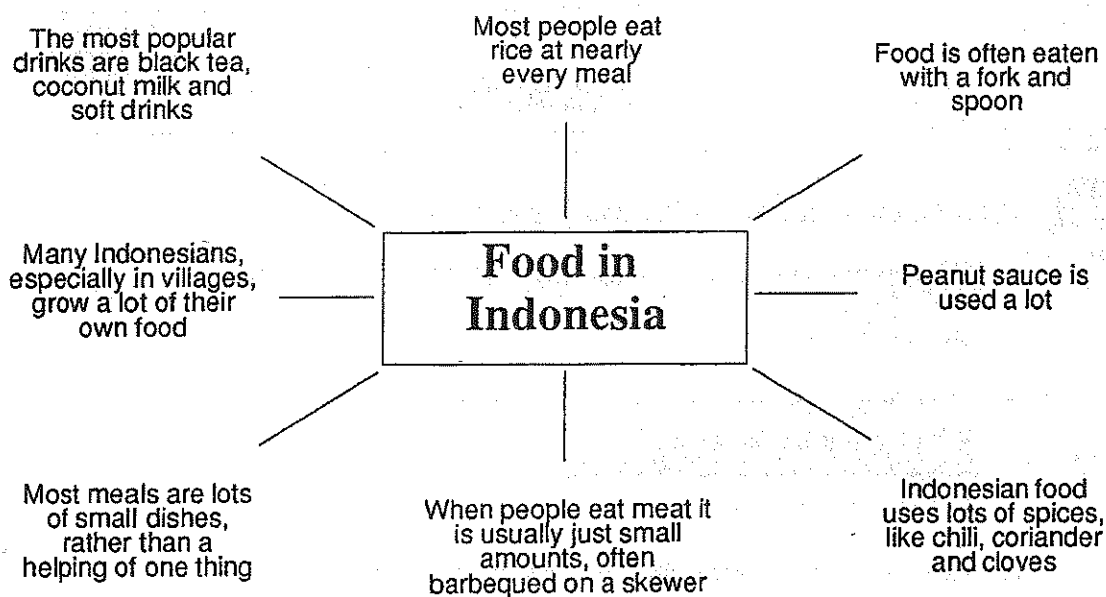 The most popular
drinks are black tea,
coconut milk and
soft drinks
Most people eat
rice at nearly
every meal
Food is often eaten
with a fork and
spoon
Many Indonesians,
especially in villages,
grow a lot of their
own food
Food in
Indonesia
Peanut sauce is
used a lot
Most meals are lots
of small dishes,
rather than a
helping of one thing
When people eat meat it
is usually just small
amounts, often
barbequed on a skewer
Indonesian food
uses lots of spices,
like chili, coriander
and cloves